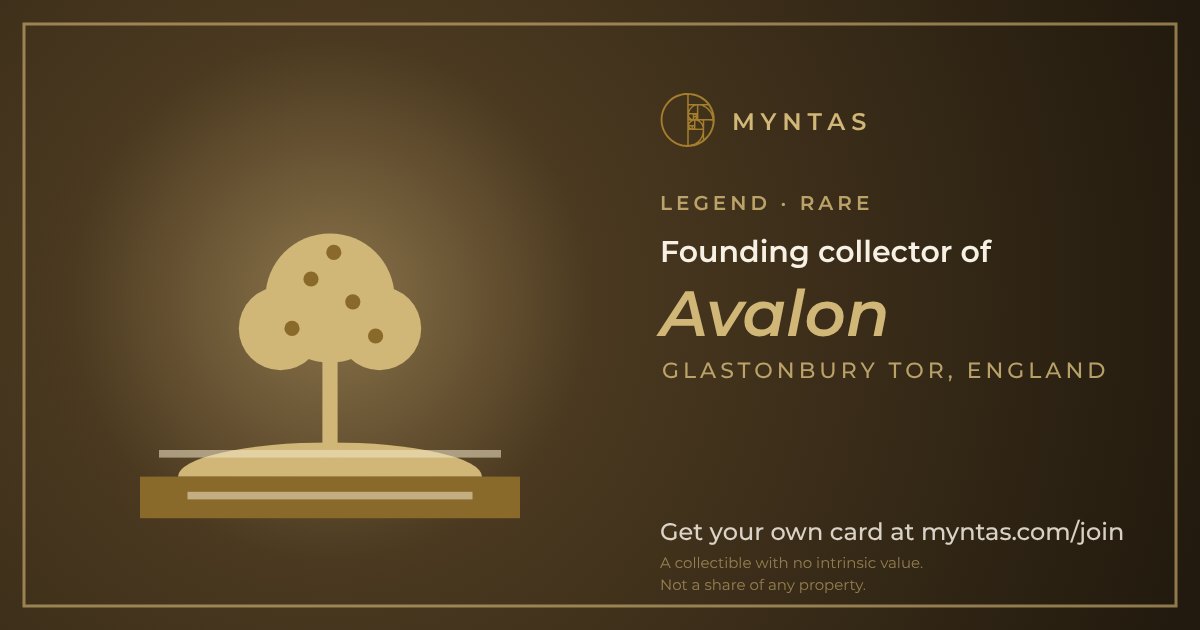 MYNTAS
LEGEND · RARE
Founding collector of
Avalon
GLASTONBURY TOR, ENGLAND
Get your own card at myntas.com/join
A collectible with no intrinsic value.
Not a share of any property.